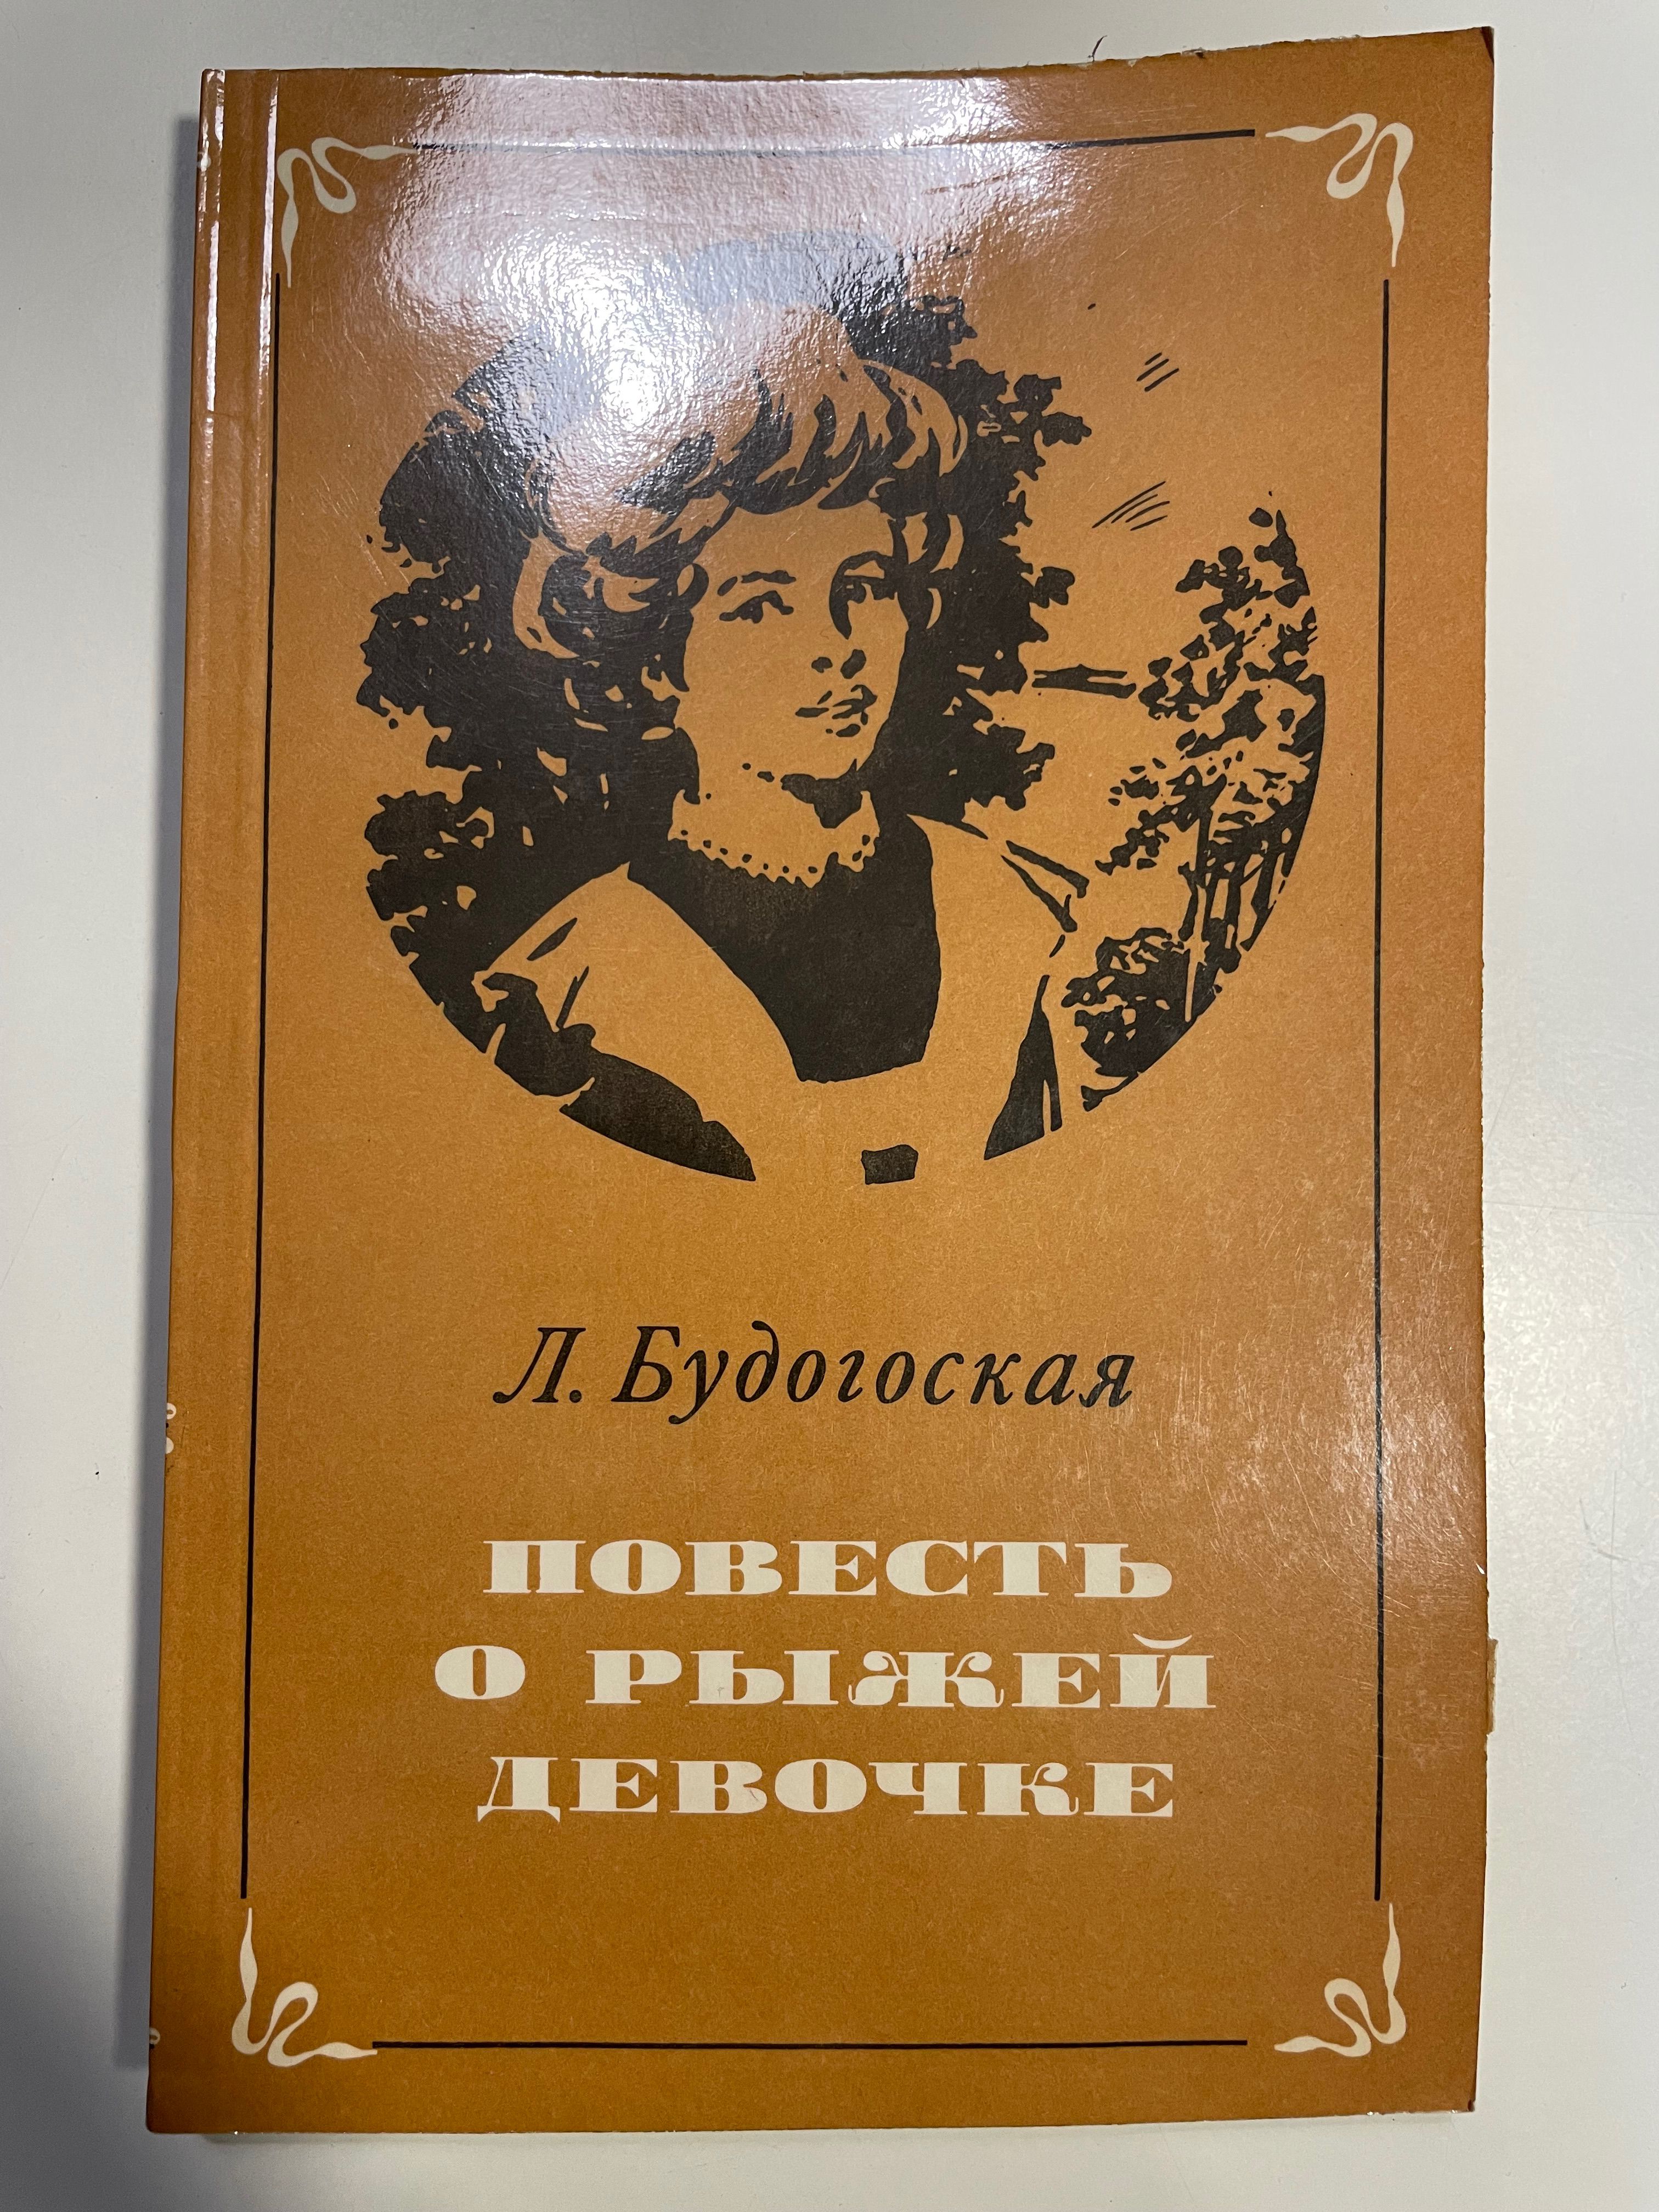 Л. Будогоская
ПОВЕСТЬ
О РЫЖЕЙ
ДЕВОЧКЕ